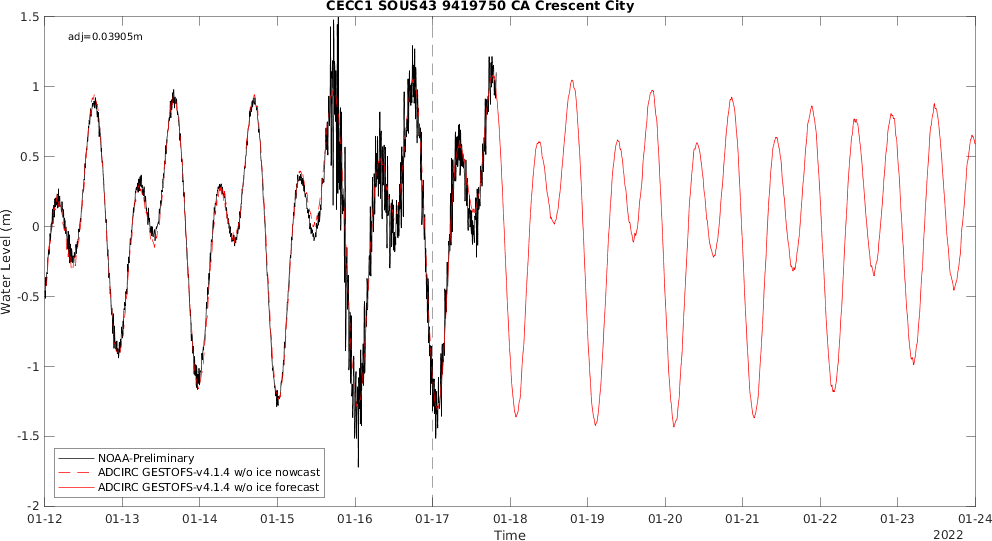 CECC1 SOUS43 9419750 CA Crescent City
adj=0.03905m
1.5
1
0.5
0
-0.5
-1
-1.5
-2
Water Level (m)
NOAA-Preliminary
ADCIRC GESTOFS-v4.1.4 w/o ice nowcast
ADCIRC GESTOFS-v4.1.4 w/o ice forecast
01-12 01-13 01-14 01-15 01-16 01-17 01-18 01-19 01-20 01-21 01-22 01-23 01-24
Time
2022